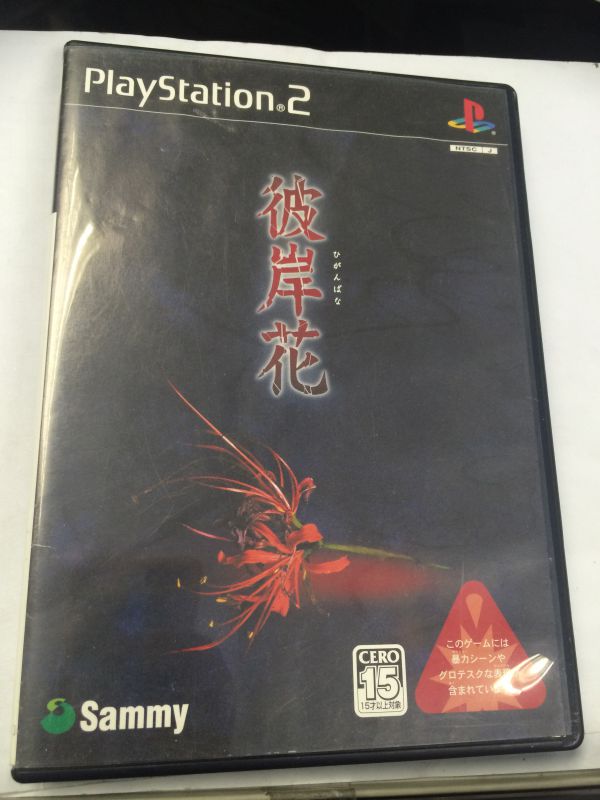 PlayStation®2
NTSC J
彼岸花
ひがんばな
このゲームには
暴力シーンや
グロテスクな表現
含まれてい
CERO
15
15才以上対象
Sammy